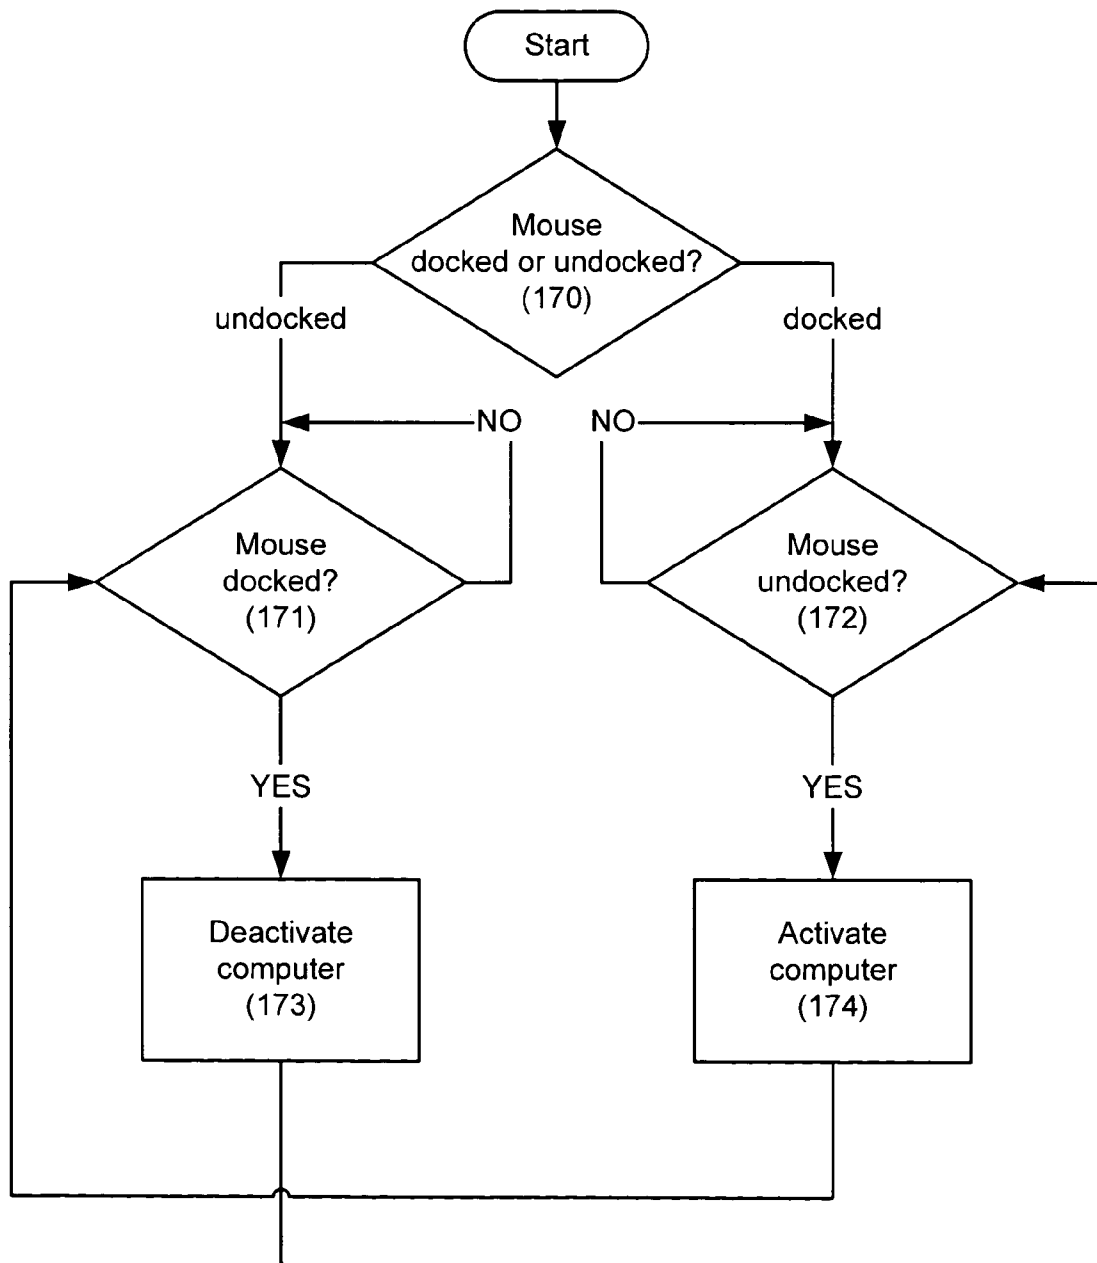 Start
Mouse
docked or undocked?
(170)
undocked
docked
NO
NO
Mouse
docked?
(171)
Mouse
undocked?
(172)
YES
YES
Deactivate
computer
(173)
Activate
computer
(174)